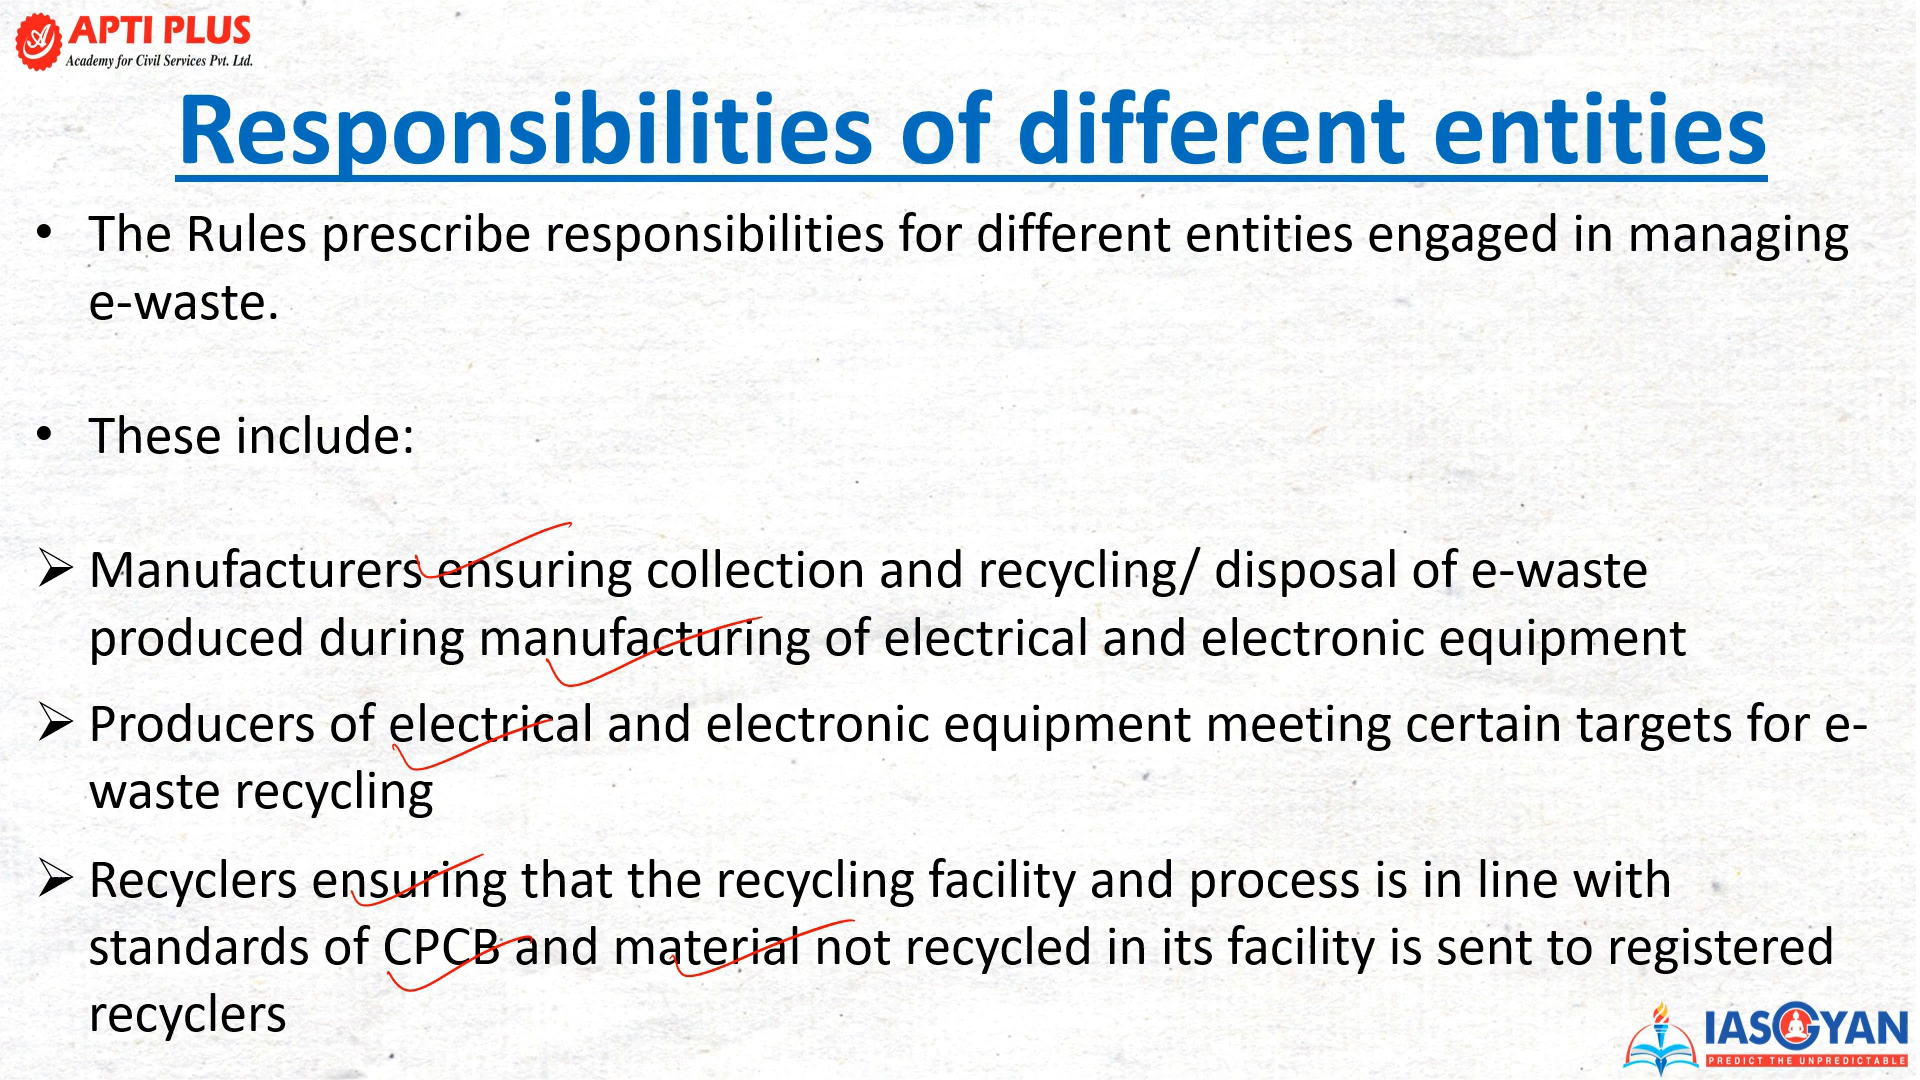 APTI PLUS
Academy for Civil Services Pvt. Ltd.
Responsibilities of different entities
• The Rules prescribe responsibilities for different entities engaged in managing
e-waste.
• These include:
➢ Manufacturers ensuring collection and recycling/ disposal of e-waste
produced during manufacturing of electrical and electronic equipment
➢ Producers of electrical and electronic equipment meeting certain targets for e-
waste recycling
➢ Recyclers ensuring that the recycling facility and process is in line with
standards of CPCB and material not recycled in its facility is sent to registered
recyclers
IASGYAN
PREDICT THE UNPREDICTABLE